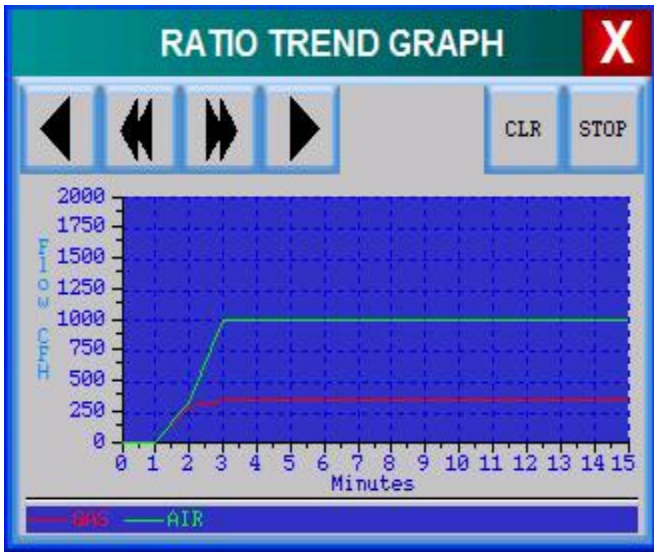 RATIO TREND GRAPH X
CLR STOP
2000
1750
1500
1250
1000
750
500
250
0
Flow CFH
0 1 2 3 4 5 6 7 8 9 10 11 12 13 14 15
Minutes
GAS AIR